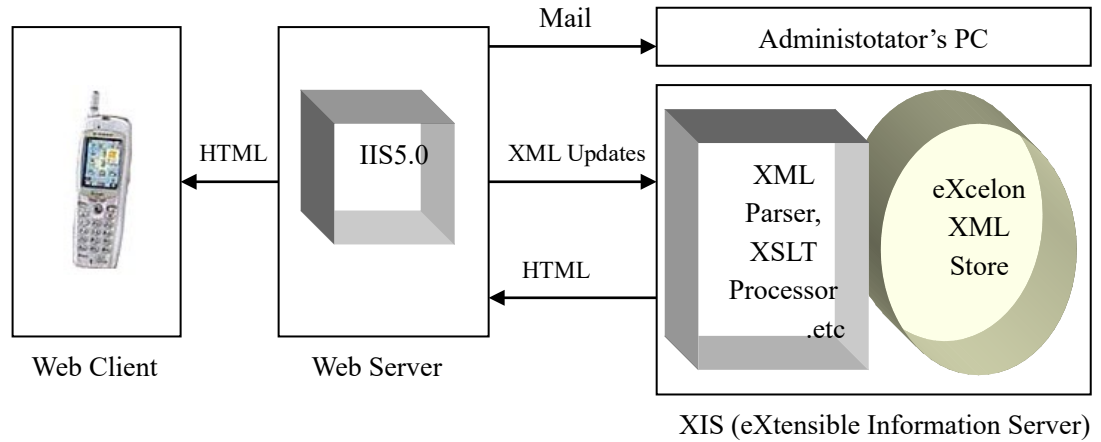 Mail
Administotator’s PC
HTML
IIS5.0
XML Updates
HTML
XML
Parser,
XSLT
Processor
.etc
eXcelon
XML
Store
Web Client
Web Server
XIS (eXtensible Information Server)